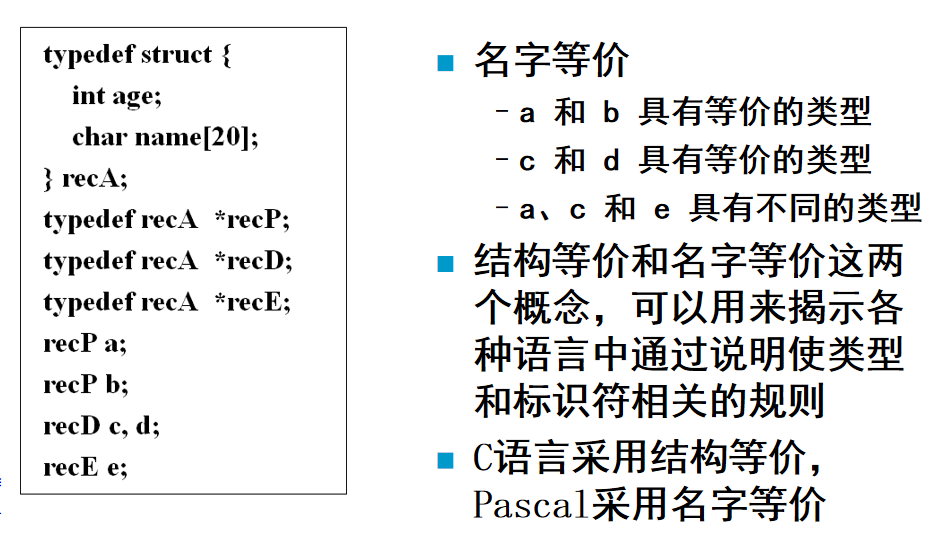 typedef struct {
int age;
char name[20];
} recA;
typedef recA *recP;
typedef recA *recD;
typedef recA *recE;
recP a;
recP b;
recD c, d;
recE e;
名字等价
-a 和 b 具有等价的类型
-c 和 d 具有等价的类型
-a、c 和 e 具有不同的类型
结构等价和名字等价这两
个概念，可以用来揭示各
种语言中通过说明使类型
和标识符相关的规则
C语言采用结构等价，
Pascal采用名字等价